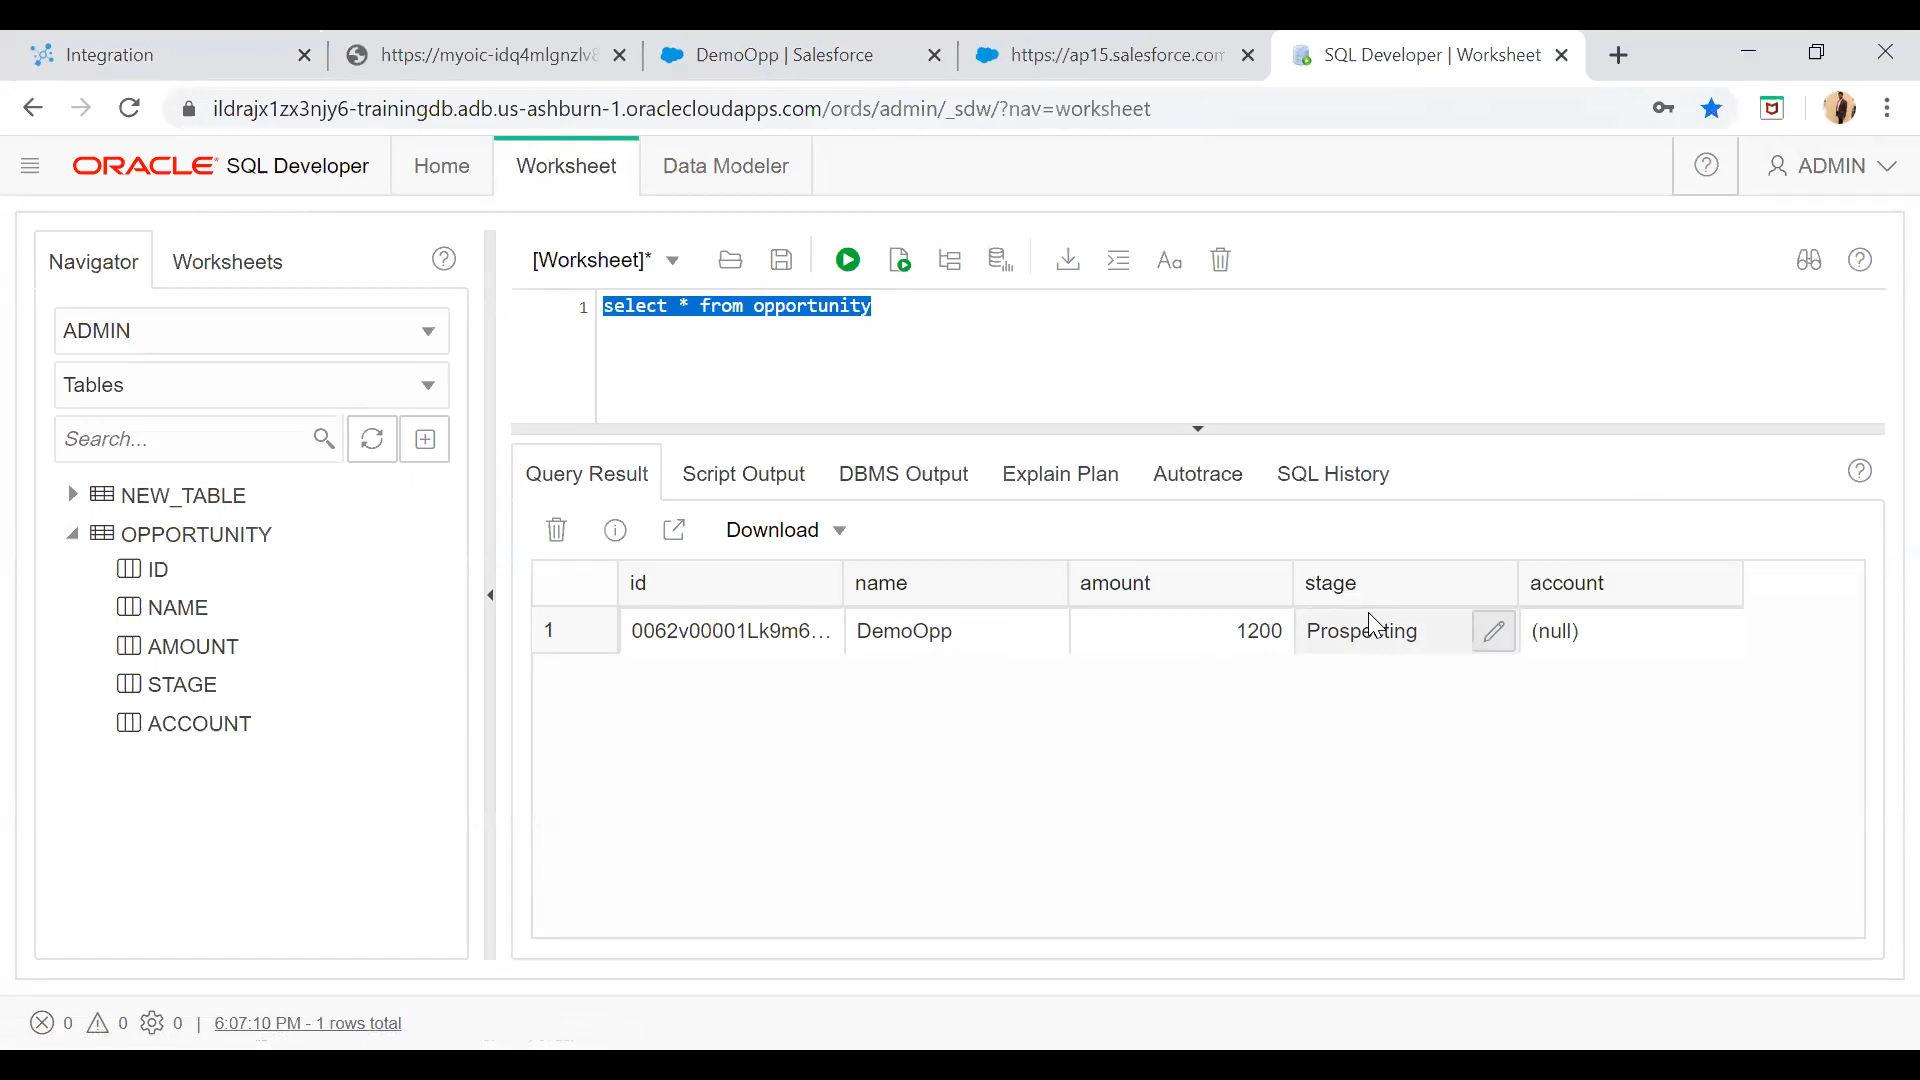 Integration
https://myoic-idq4mlgnzlv8
DemoOpp | Salesforce
https://ap15.salesforce.com
SQL Developer | Worksheet
ildrajx1zx3njy6-trainingdb.adb.us-ashburn-1.oraclecloudapps.com/ords/admin/_sdw/?nav=worksheet
ORACLE SQL Developer
Home
Worksheet
Data Modeler
ADMIN
Navigator
Worksheets
[Worksheet]*
Aa
ADMIN
Tables
Search...
1 select * from opportunity
NEW_TABLE
OPPORTUNITY
ID
NAME
AMOUNT
STAGE
ACCOUNT
Query Result
Script Output
DBMS Output
Explain Plan
Autotrace
SQL History
Download
id name amount stage account
1 0062v00001Lk9m6... DemoOpp 1200 Prospecting (null)
0 0 0 | 6:07:10 PM - 1 rows total